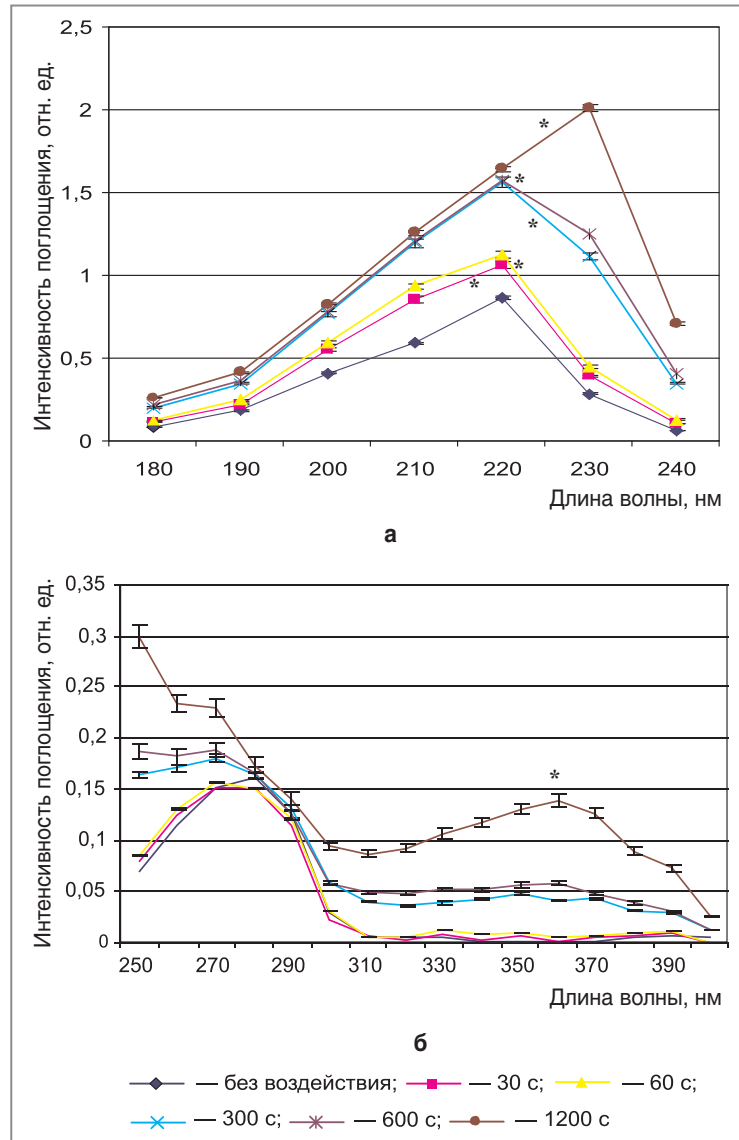 Интенсивность поглощения, отн. ед.
2,5
2
1,5
1
0,5
0
*
*
*
*
*
180 190 200 210 220 230 240
Длина волны, нм
а
Интенсивность поглощения, отн. ед.
0,35
0,3
0,25
0,2
0,15
0,1
0,05
0
*
250 270 290 310 330 350 370 390
Длина волны, нм
б
— без воздействия; — 30 с; — 60 с;
— 300 с; — 600 с; — 1200 с